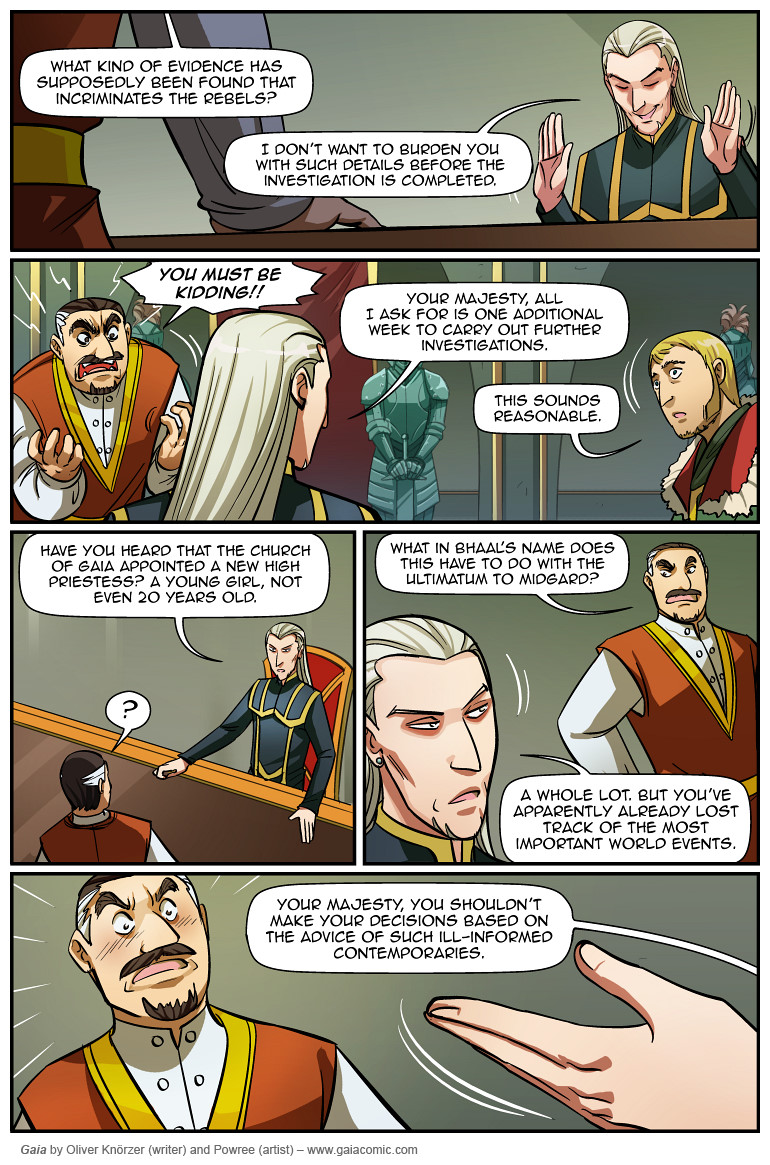 WHAT KIND OF EVIDENCE HAS
SUPPOSEDLY BEEN FOUND THAT
INCRIMINATES THE REBELS?
I DON'T WANT TO BURDEN YOU
WITH SUCH DETAILS BEFORE THE
INVESTIGATION IS COMPLETED.
YOU MUST BE
KIDDING!!
YOUR MAJESTY, ALL
I ASK FOR IS ONE ADDITIONAL
WEEK TO CARRY OUT FURTHER
INVESTIGATIONS.
THIS SOUNDS
REASONABLE.
HAVE YOU HEARD THAT THE CHURCH
OF GAIA APPOINTED A NEW HIGH
PRIESTESS? A YOUNG GIRL, NOT
EVEN 20 YEARS OLD.
?
WHAT IN BHAAL'S NAME DOES
THIS HAVE TO DO WITH THE
ULTIMATUM TO MIDGARD?
A WHOLE LOT. BUT YOU'VE
APPARENTLY ALREADY LOST
TRACK OF THE MOST
IMPORTANT WORLD EVENTS.
YOUR MAJESTY, YOU SHOULDN'T
MAKE YOUR DECISIONS BASED ON
THE ADVICE OF SUCH ILL-INFORMED
CONTEMPORARIES.
Gaia by Oliver Knörzer (writer) and Powree (artist) – www.gaiacomic.com